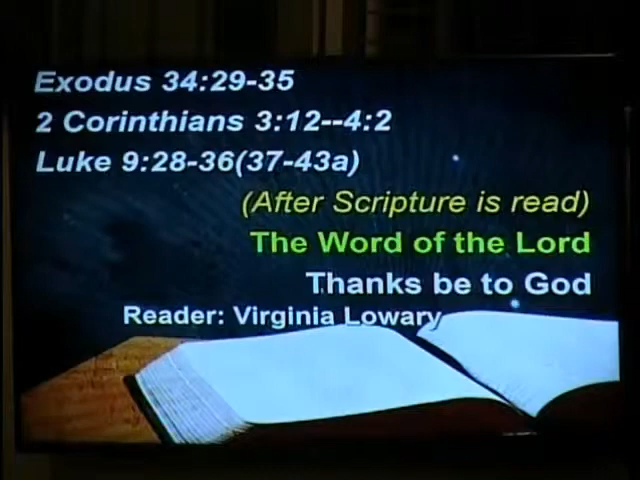 Exodus 34:29-35
2 Corinthians 3:12--4:2
Luke 9:28-36(37-43a)
(After Scripture is read)
The Word of the Lord
Thanks be to God
Reader: Virginia Lowary